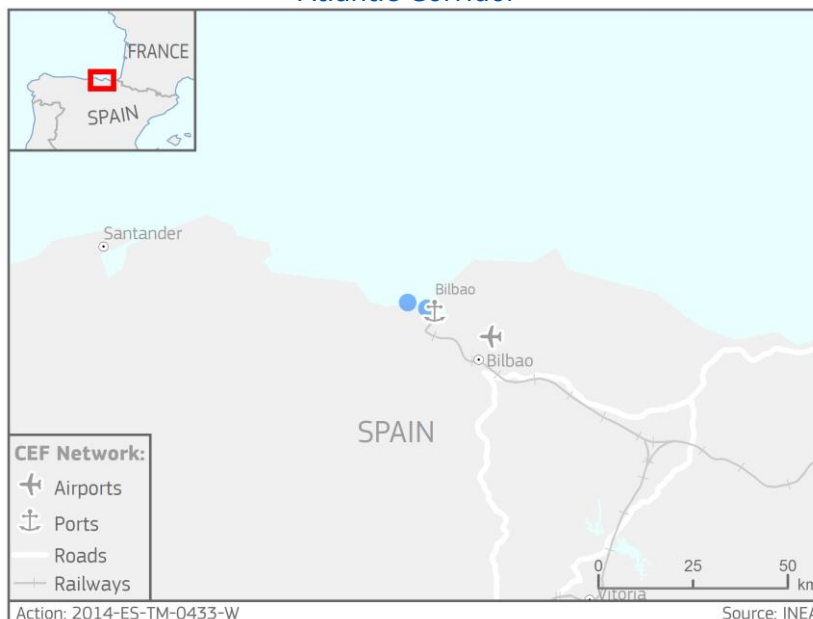 Atlantic Corridor
FRANCE
SPAIN
Santander
Bilbao
Bilbao
SPAIN
CEF Network:
Airports
Ports
Roads
Railways
0 25 50
km
Vitoria
Action: 2014-ES-TM-0433-W
Source: INEA